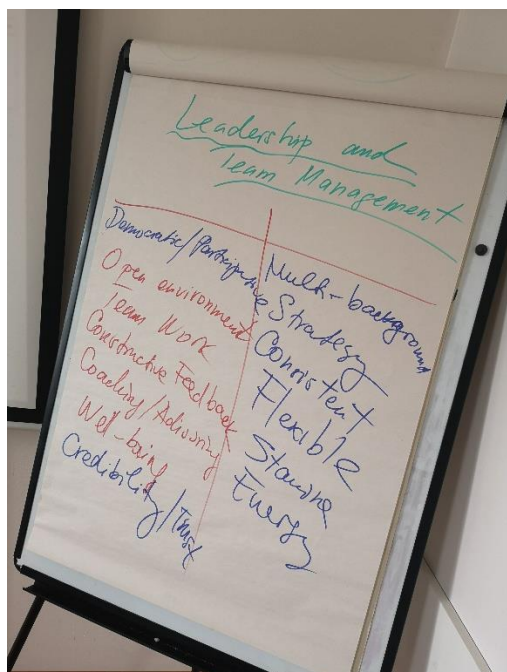 Leadership and
Team Management
Democratic/Participative
Open environment
Team Work
Constructive Feedback
Coaching/Advising
Well-being
Credibility/Trust
Multi-background
Strategy
Consistent
Flexible
Stamina
Energy